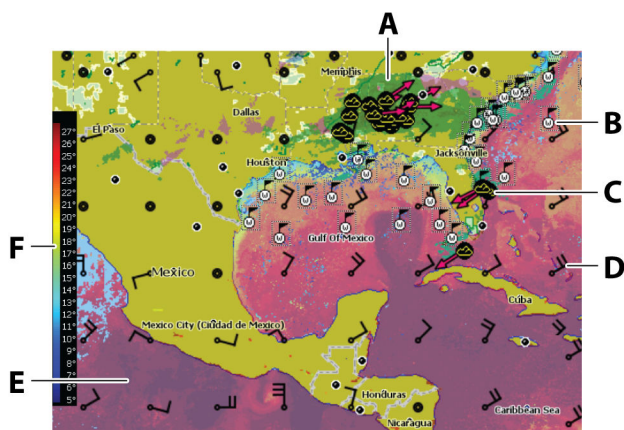 A
Memphis
B
Dallas
El Paso
Jacksonville
Houston
C
F
Gulf Of Mexico
D
Mexico
Cuba
Mexico City (Ciudad de Mexico)
E
Honduras
Caribbean Sea
Nicaragua
27°
26°
25°
24°
23°
22°
21°
20°
19°
18°
17°
16°
15°
14°
13°
12°
11°
10°
9°
8°
7°
6°
5°
W